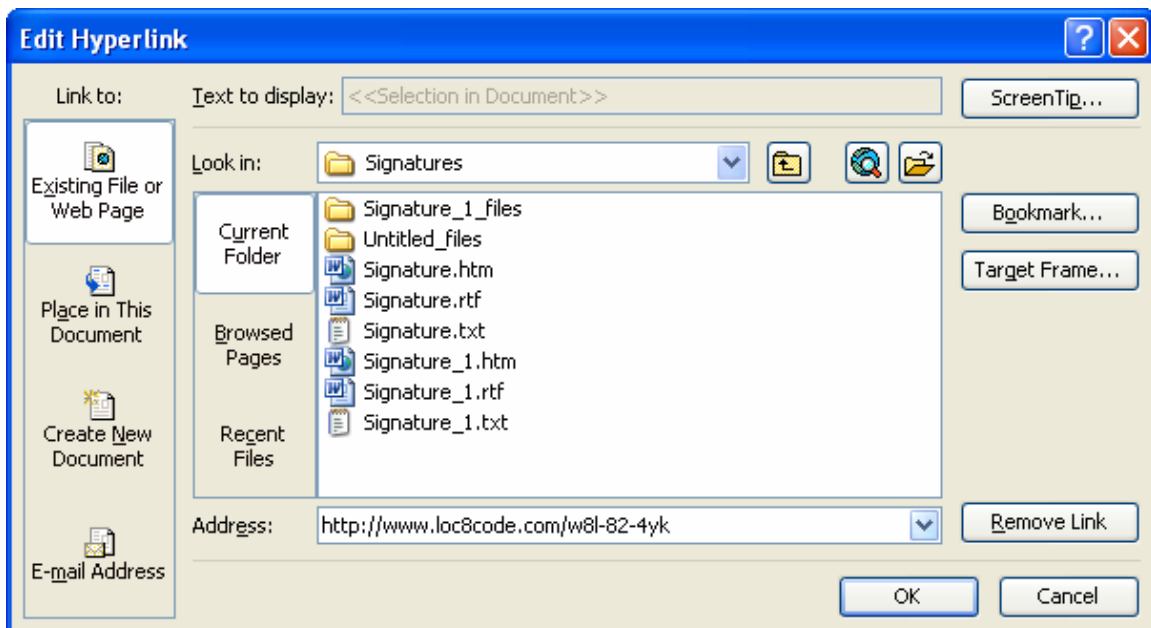 Edit Hyperlink
Link to:
Text to display: <<Selection in Document>>
ScreenTip...
Existing File or
Web Page
Look in: Signatures
Place in This
Document
Create New
Document
E-mail Address
Current
Folder
Browsed
Pages
Recent
Files
Signature_1_files
Untitled_files
Signature.htm
Signature.rtf
Signature.txt
Signature_1.htm
Signature_1.rtf
Signature_1.txt
Bookmark...
Target Frame...
Address: http://www.loc8code.com/w8l-82-4yk
Remove Link
OK
Cancel